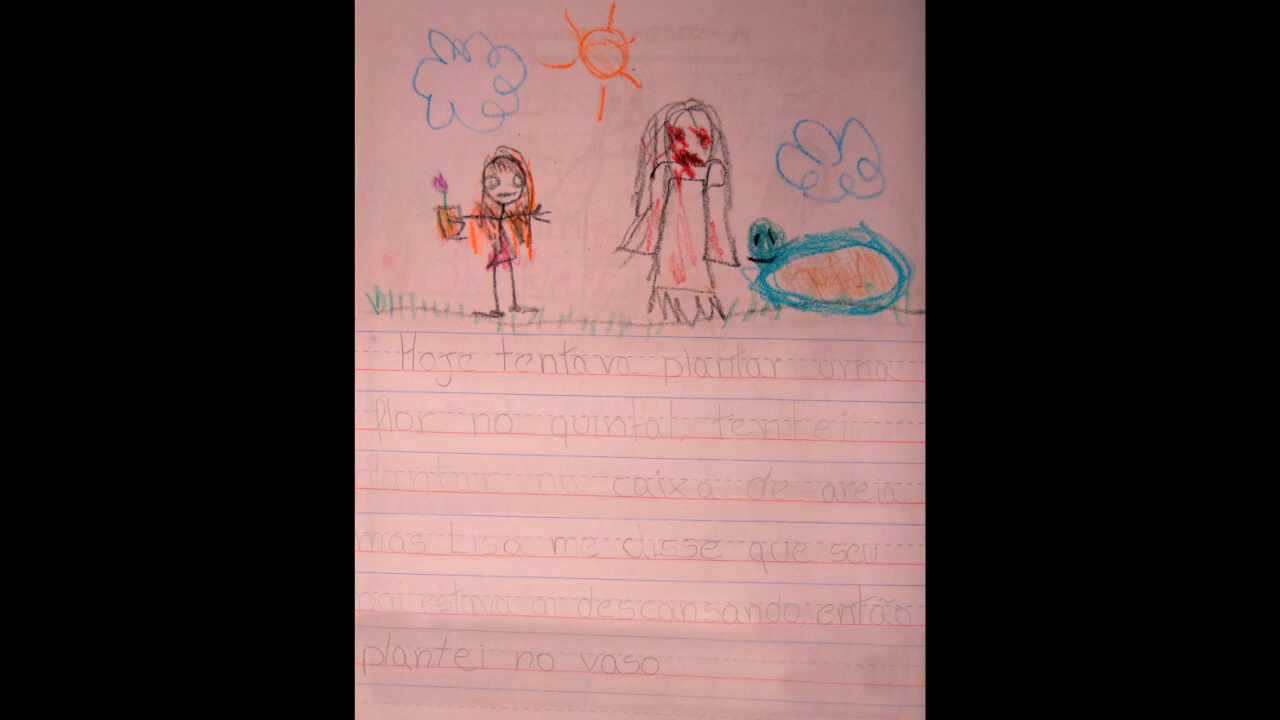 Hoje tentava plantar uma
flor no quintal, tentei
plantar na caixa de areia
mas Lisa me disse que seu
pai estava ai descansando, então
plantei no vaso